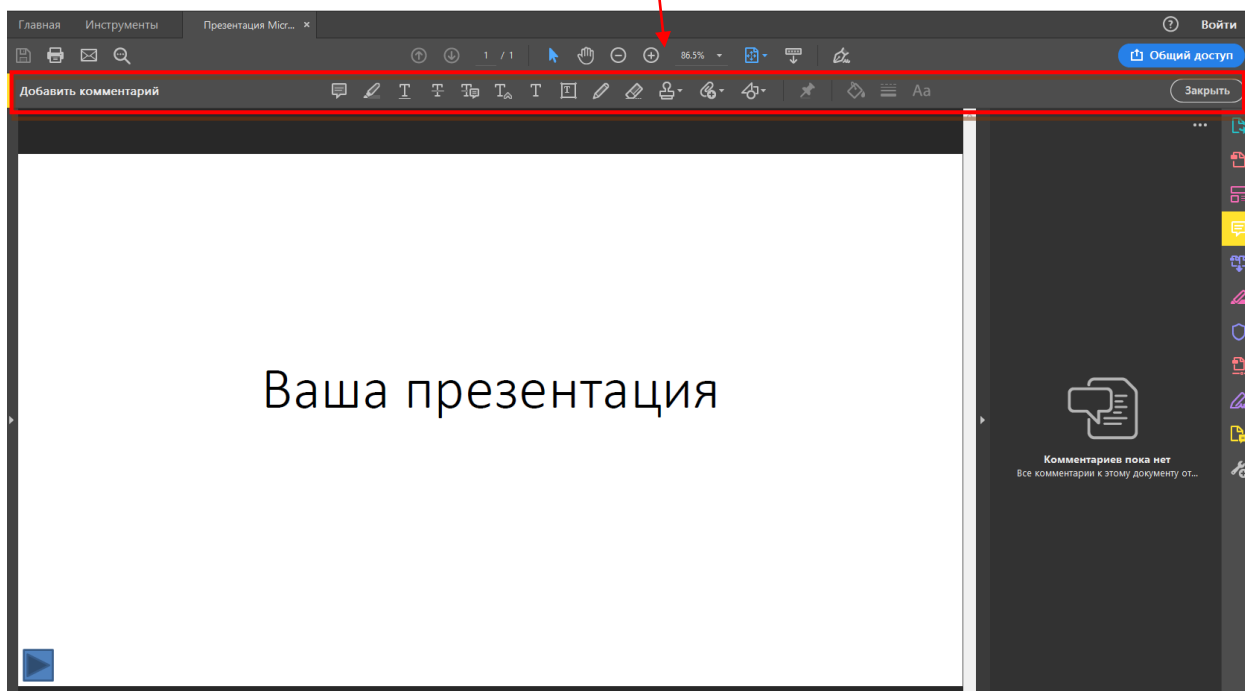 Главная Инструменты Презентация Micr... ×
? Войти
1 / 1 86.5% Общий доступ
Добавить комментарий T T T T T T Aa Закрыть
Ваша презентация
Комментариев пока нет
Все комментарии к этому документу от...